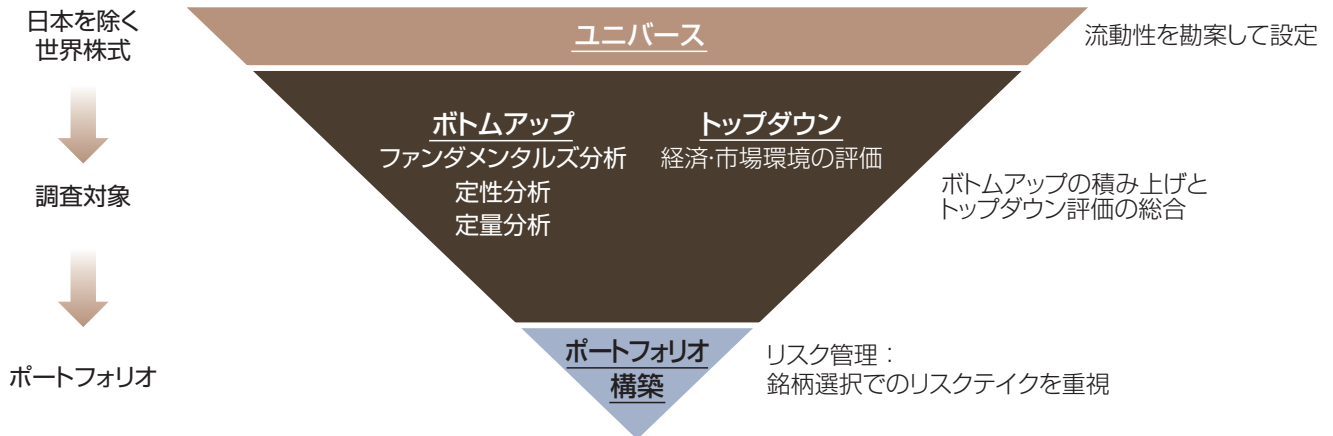 日本を除く
世界株式
ユニバース
流動性を勘案して設定
ボトムアップ
ファンダメンタルズ分析
定性分析
定量分析
トップダウン
経済・市場環境の評価
調査対象
ボトムアップの積み上げと
トップダウン評価の総合
ポートフォリオ
ポートフォリオ
構築
リスク管理：
銘柄選択でのリスクテイクを重視